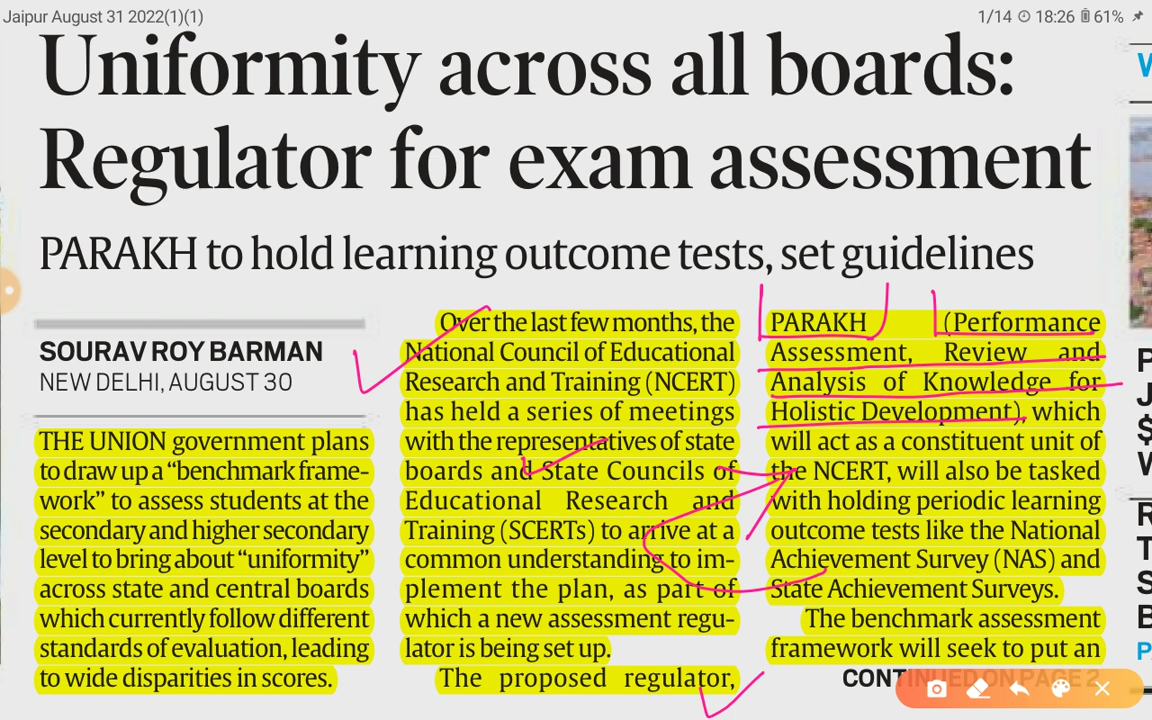 Jaipur August 31 2022(1)(1)
1/14 18:26 61%
Uniformity across all boards:
Regulator for exam assessment
PARAKH to hold learning outcome tests, set guidelines
SOURAV ROY BARMAN
NEW DELHI, AUGUST 30
THE UNION government plans
to draw up a “benchmark frame-
work” to assess students at the
secondary and higher secondary
level to bring about “uniformity”
across state and central boards
which currently follow different
standards of evaluation, leading
to wide disparities in scores.
Over the last few months, the
National Council of Educational
Research and Training (NCERT)
has held a series of meetings
with the representatives of state
boards and State Councils of
Educational Research and
Training (SCERTs) to arrive at a
common understanding to im-
plement the plan, as part of
which a new assessment regu-
lator is being set up.
The proposed regulator,
PARAKH (Performance
Assessment, Review and
Analysis of Knowledge for
Holistic Development), which
will act as a constituent unit of
the NCERT, will also be tasked
with holding periodic learning
outcome tests like the National
Achievement Survey (NAS) and
State Achievement Surveys.
The benchmark assessment
framework will seek to put an
CONTINUED ON PAGE 2